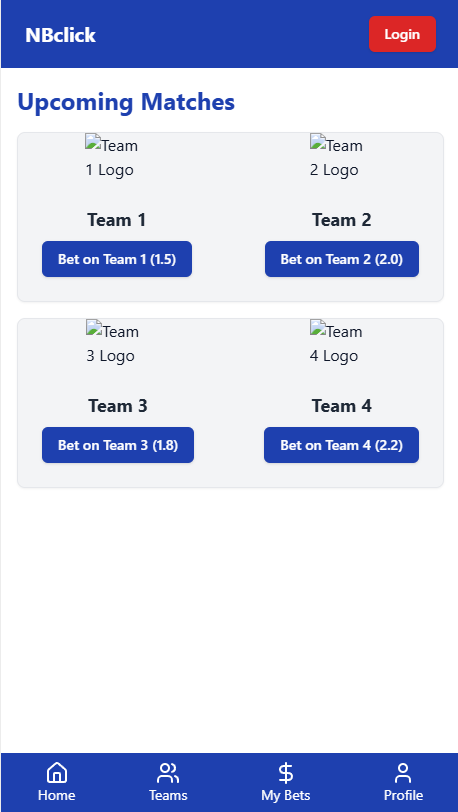 NBclick
Login
Upcoming Matches
Team
1 Logo
Team
2 Logo
Team 1
Team 2
Bet on Team 1 (1.5)
Bet on Team 2 (2.0)
Team
3 Logo
Team
4 Logo
Team 3
Team 4
Bet on Team 3 (1.8)
Bet on Team 4 (2.2)
Home
Teams
My Bets
Profile